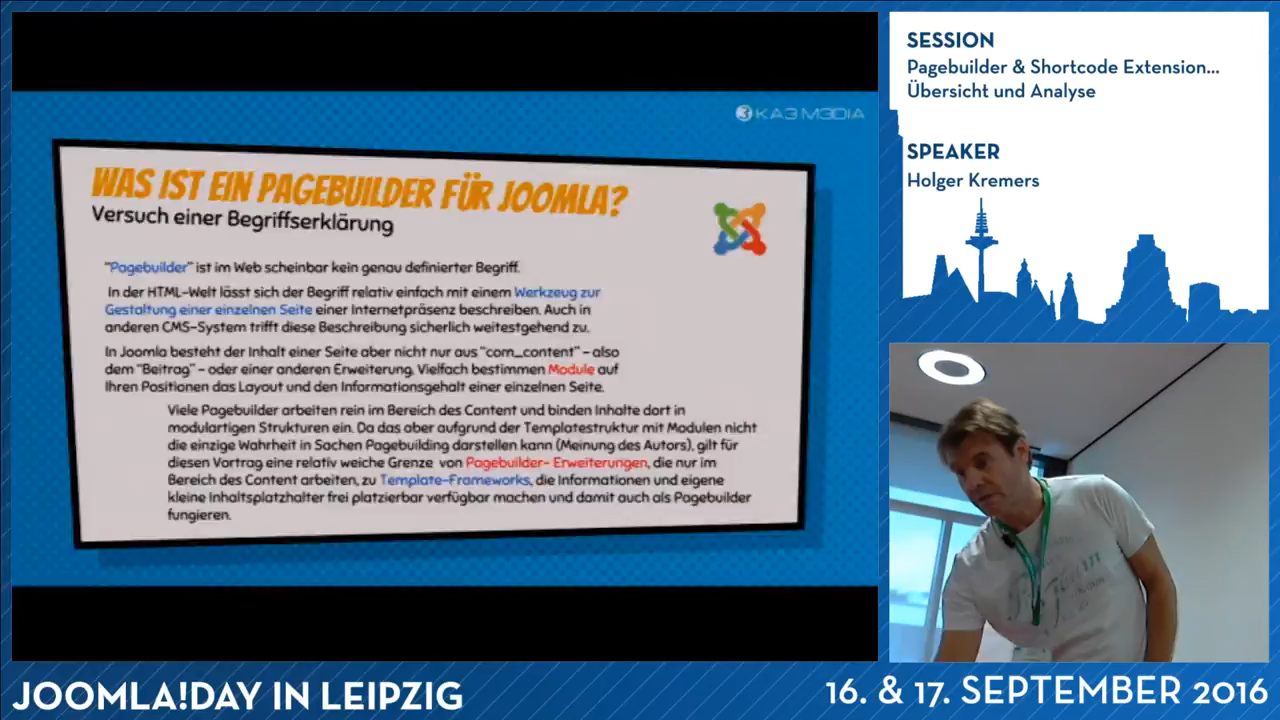 KA3 M3DIA
WAS IST EIN PAGEBUILDER FÜR JOOMLA?
Versuch einer Begriffserklärung
"Pagebuilder" ist im Web scheinbar kein genau definierter Begriff.
In der HTML-Welt lässt sich der Begriff relativ einfach mit einem Werkzeug zur
Gestaltung einer einzelnen Seite einer Internetpräsenz beschreiben. Auch in
anderen CMS-System trifft diese Beschreibung sicherlich weitestgehend zu.
In Joomla besteht der Inhalt einer Seite aber nicht nur aus "com_content" - also
dem "Beitrag" - oder einer anderen Erweiterung. Vielfach bestimmen Module auf
Ihren Positionen das Layout und den Informationsgehalt einer einzelnen Seite.
Viele Pagebuilder arbeiten rein im Bereich des Content und binden Inhalte dort in
modulartigen Strukturen ein. Da das aber aufgrund der Templatestruktur mit Modulen nicht
die einzige Wahrheit in Sachen Pagebuilding darstellen kann (Meinung des Autors), gilt für
diesen Vortrag eine relativ weiche Grenze von Pagebuilder- Erweiterungen, die nur im
Bereich des Content arbeiten, zu Template-Frameworks, die Informationen und eigene
kleine Inhaltsplatzhalter frei platzierbar verfügbar machen und damit auch als Pagebuilder
fungieren.
SESSION
Pagebuilder & Shortcode Extension...
Übersicht und Analyse
SPEAKER
Holger Kremers
JOOMLA!DAY IN LEIPZIG
16. & 17. SEPTEMBER 2016